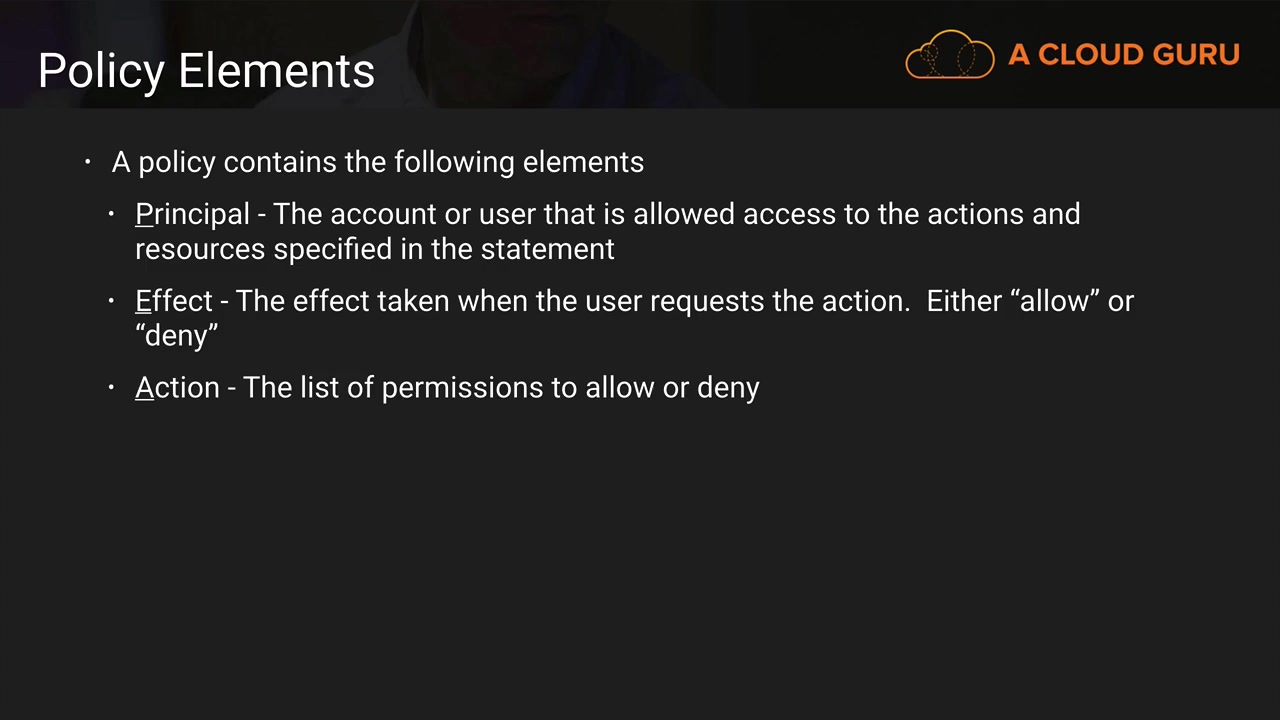 Policy Elements
A CLOUD GURU
• A policy contains the following elements
• Principal - The account or user that is allowed access to the actions and
resources specified in the statement
• Effect - The effect taken when the user requests the action.  Either “allow” or
“deny”
• Action - The list of permissions to allow or deny